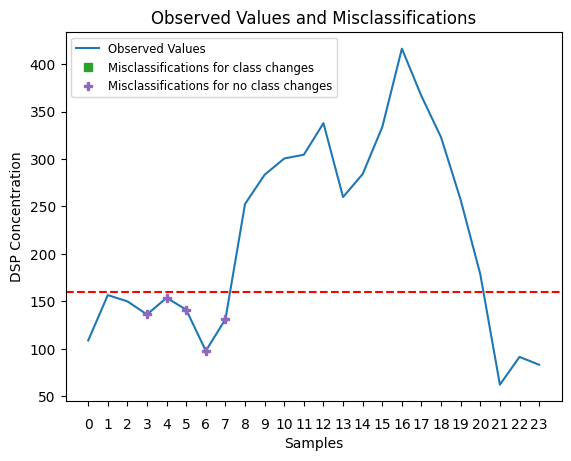 Observed Values and Misclassifications
Observed Values
Misclassifications for class changes
Misclassifications for no class changes
DSP Concentration
400
350
300
250
200
150
100
50
0 1 2 3 4 5 6 7 8 9 10 11 12 13 14 15 16 17 18 19 20 21 22 23
Samples